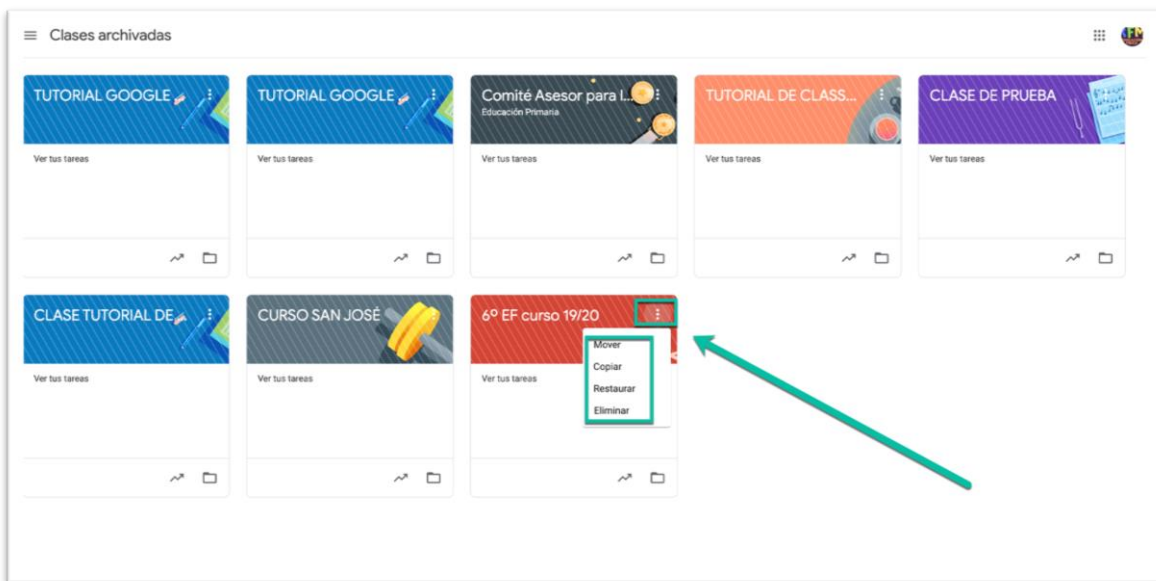 Clases archivadas
TUTORIAL GOOGLE
TUTORIAL GOOGLE
Comité Asesor para l...
Educación Primaria
TUTORIAL DE CLASS...
CLASE DE PRUEBA
Ver tus tareas
Ver tus tareas
Ver tus tareas
Ver tus tareas
Ver tus tareas
CLASE TUTORIAL DE
CURSO SAN JOSÉ
6º EF curso 19/20
Mover
Copiar
Restaurar
Eliminar
Ver tus tareas
Ver tus tareas
Ver tus tareas